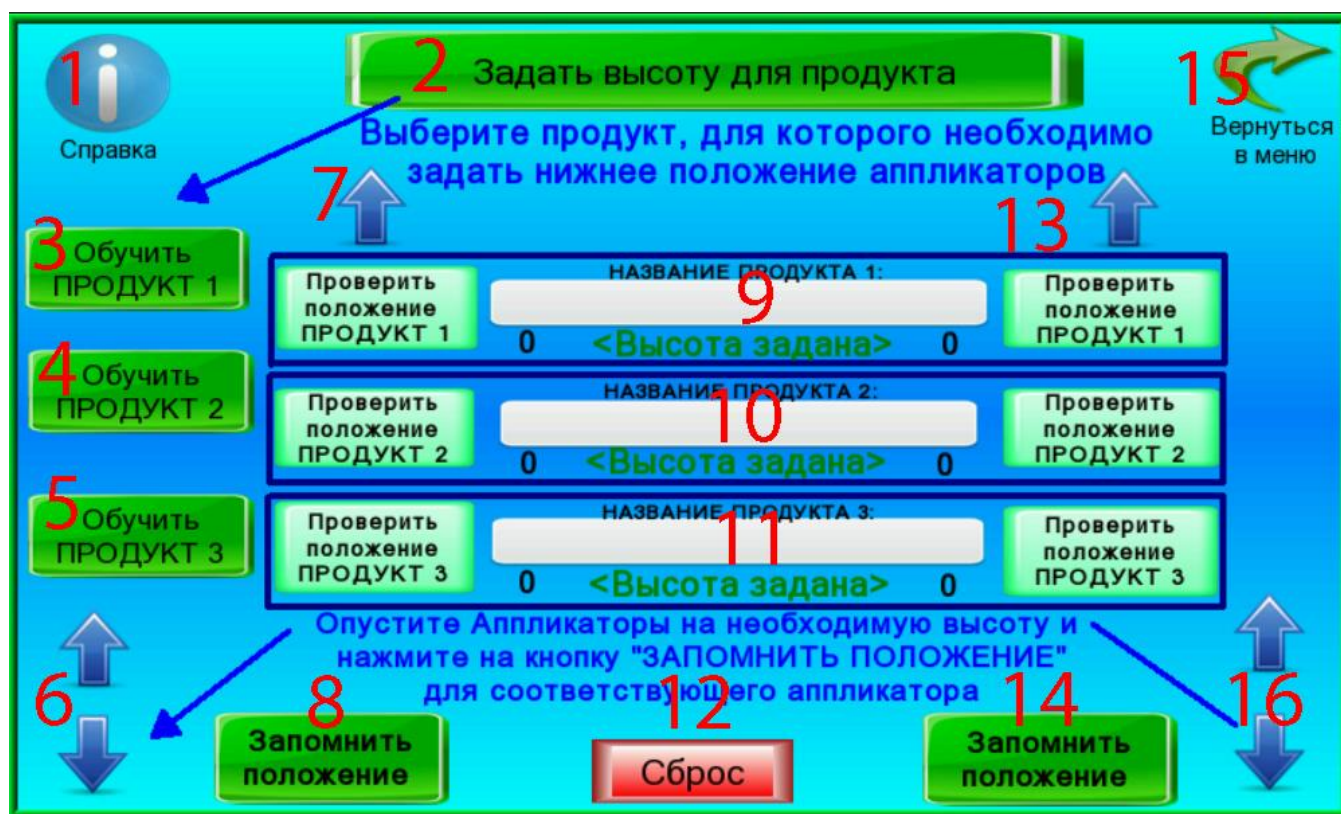 1
Справка
2
Задать высоту для продукта
15
Вернуться
в меню
Выберите продукт, для которого необходимо
задать нижнее положение аппликаторов
7
13
3
Обучить
ПРОДУКТ 1
Проверить
положение
ПРОДУКТ 1
НАЗВАНИЕ ПРОДУКТА 1:
9
0 <Высота задана> 0
Проверить
положение
ПРОДУКТ 1
4
Обучить
ПРОДУКТ 2
Проверить
положение
ПРОДУКТ 2
НАЗВАНИЕ ПРОДУКТА 2:
10
0 <Высота задана> 0
Проверить
положение
ПРОДУКТ 2
5
Обучить
ПРОДУКТ 3
Проверить
положение
ПРОДУКТ 3
НАЗВАНИЕ ПРОДУКТА 3:
11
0 <Высота задана> 0
Проверить
положение
ПРОДУКТ 3
Опустите Аппликаторы на необходимую высоту и
нажмите на кнопку "ЗАПОМНИТЬ ПОЛОЖЕНИЕ"
для соответствующего аппликатора
6
8
Запомнить
положение
12
Сброс
14
Запомнить
положение
16